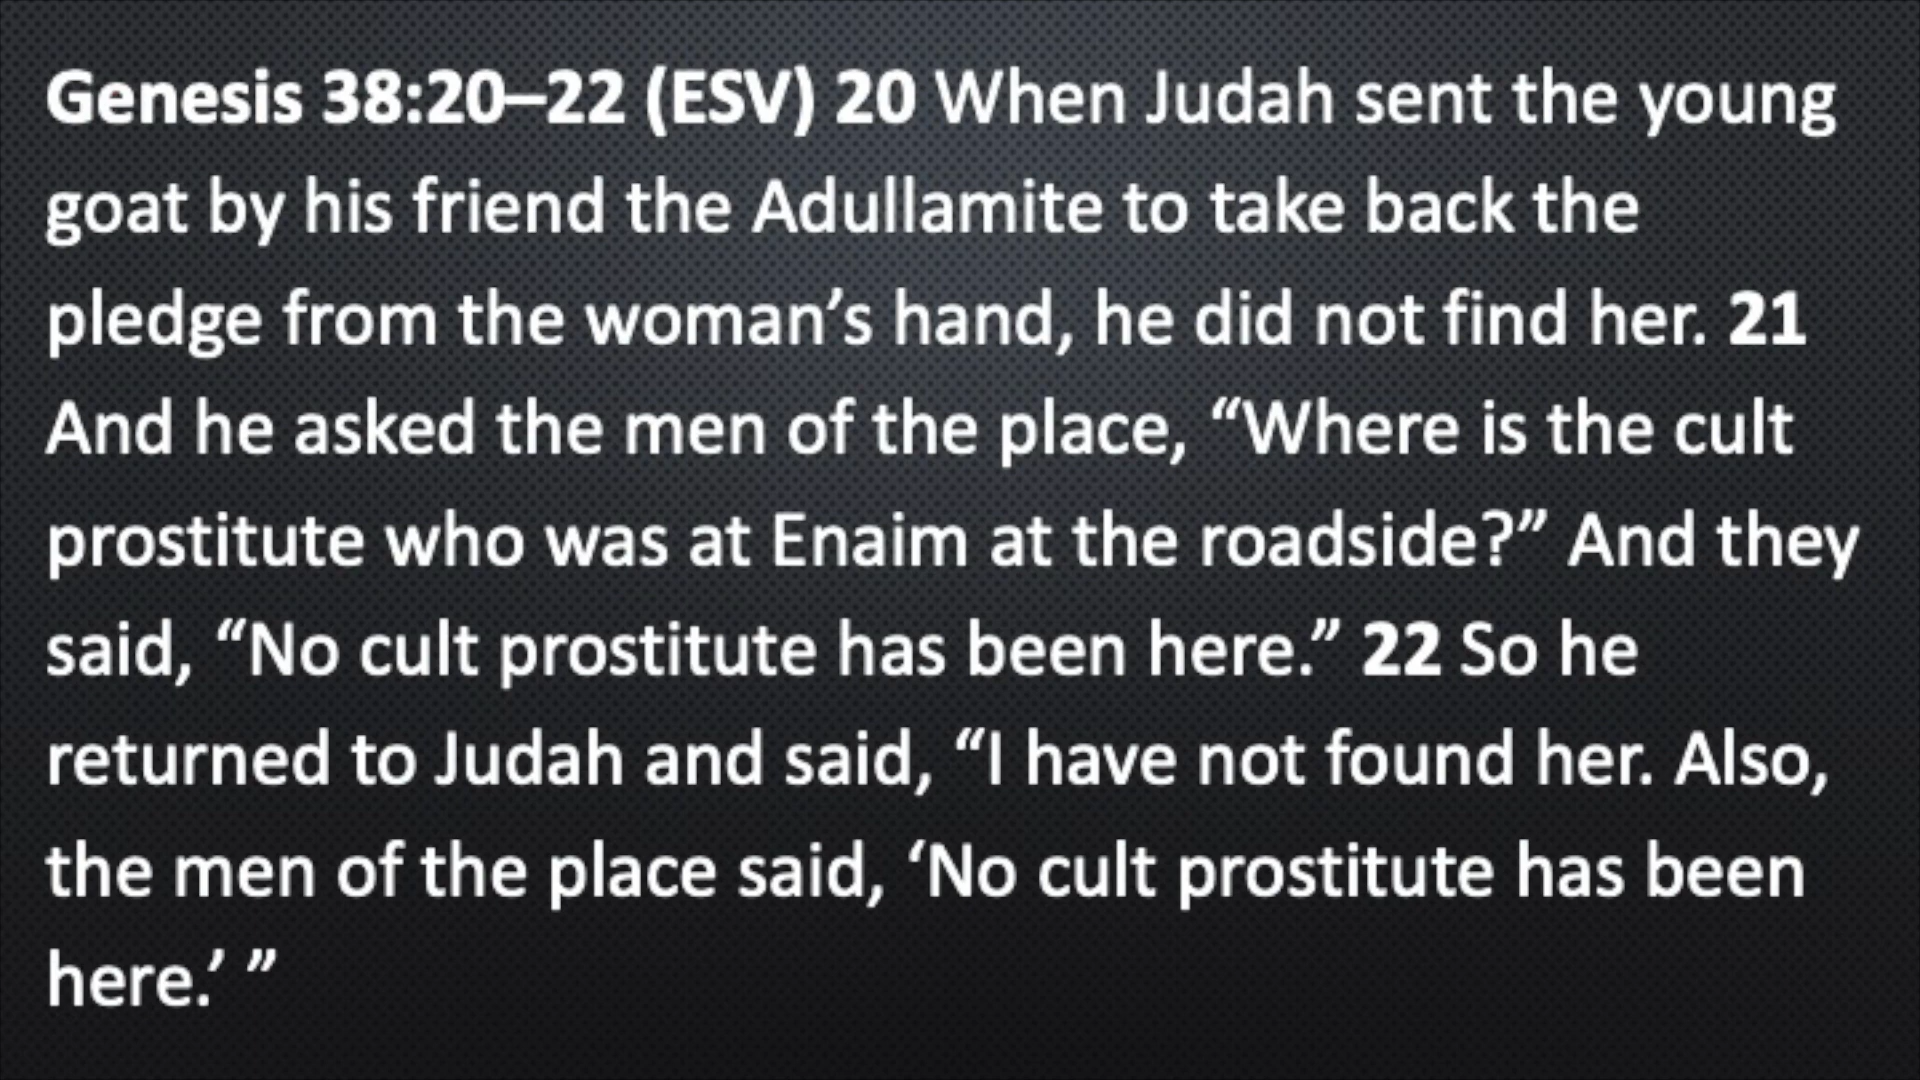 Genesis 38:20–22 (ESV) 20 When Judah sent the young
goat by his friend the Adullamite to take back the
pledge from the woman’s hand, he did not find her. 21
And he asked the men of the place, “Where is the cult
prostitute who was at Enaim at the roadside?” And they
said, “No cult prostitute has been here.” 22 So he
returned to Judah and said, “I have not found her. Also,
the men of the place said, ‘No cult prostitute has been
here.’ ”